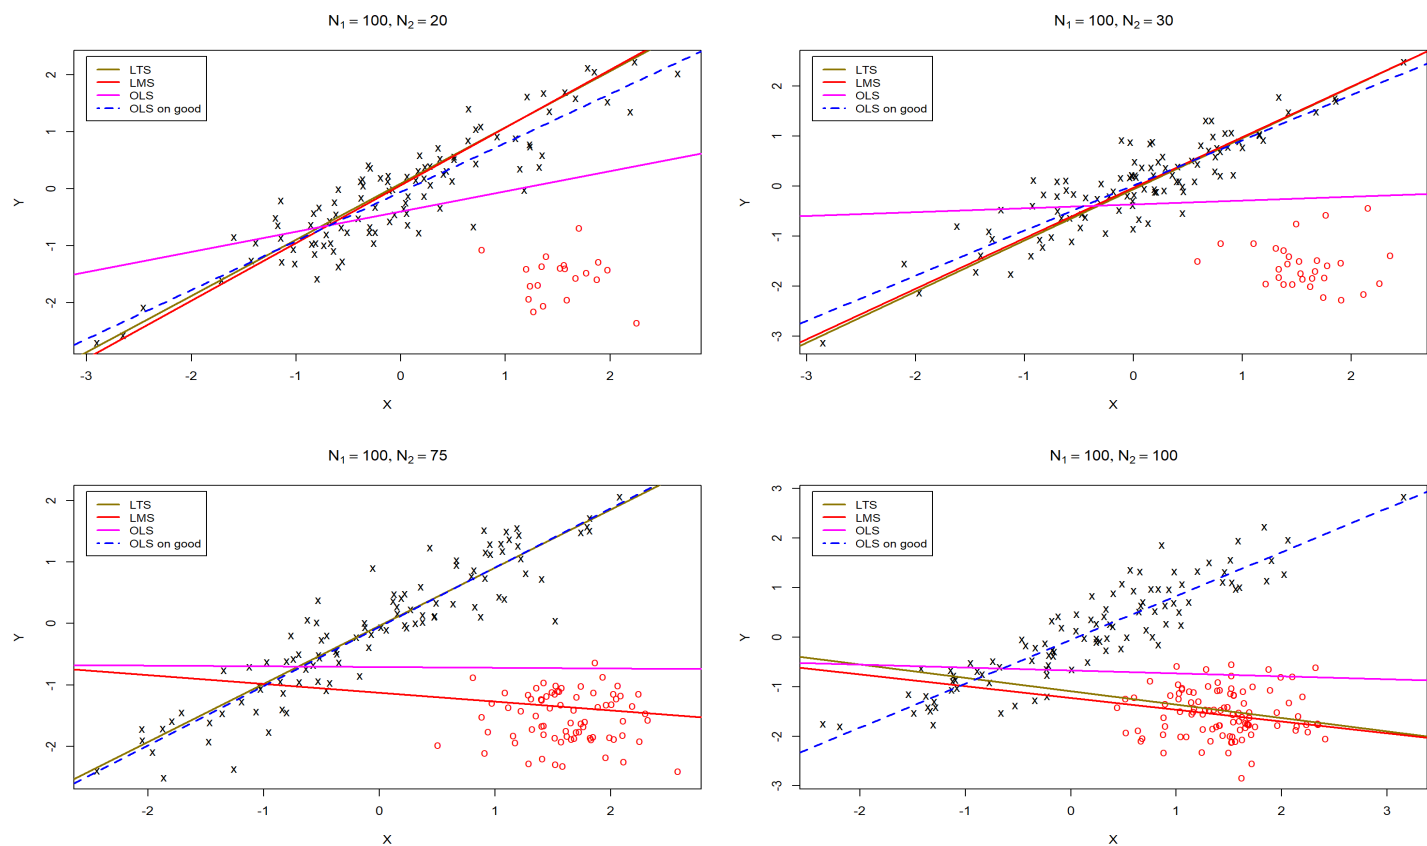 N1 = 100, N2 = 20
LTS
LMS
OLS
OLS on good
Y
2
1
0
-1
-2
-3
-2
-1
0
1
2
X
N1 = 100, N2 = 30
LTS
LMS
OLS
OLS on good
Y
2
1
0
-1
-2
-3
-3
-2
-1
0
1
2
X
N1 = 100, N2 = 75
LTS
LMS
OLS
OLS on good
Y
2
1
0
-1
-2
-2
-1
0
1
2
X
N1 = 100, N2 = 100
LTS
LMS
OLS
OLS on good
Y
3
2
1
0
-1
-2
-3
-2
-1
0
1
2
3
X